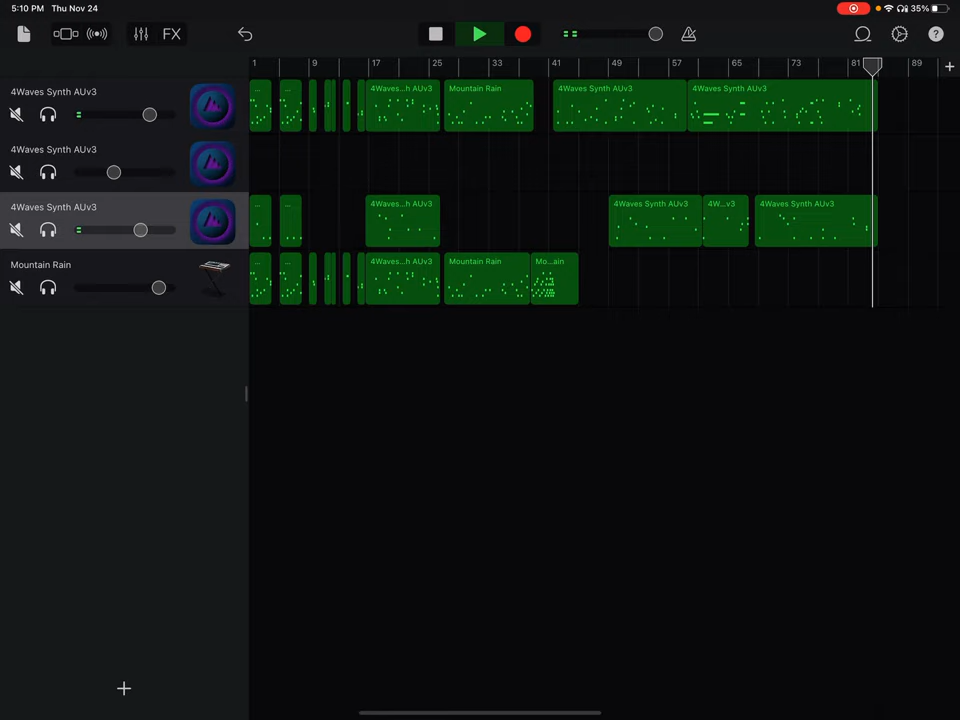 5:10 PM Thu Nov 24
35%
FX
1 9 17 25 33 41 49 57 65 73 81 89
4Waves Synth AUv3
... ... 4Waves...h AUv3 Mountain Rain 4Waves Synth AUv3 4Waves Synth AUv3
4Waves Synth AUv3
4Waves Synth AUv3
... ... 4Waves...h AUv3 4Waves Synth AUv3 4W...v3 4Waves Synth AUv3
Mountain Rain
... ... 4Waves...h AUv3 Mountain Rain Mo...ain